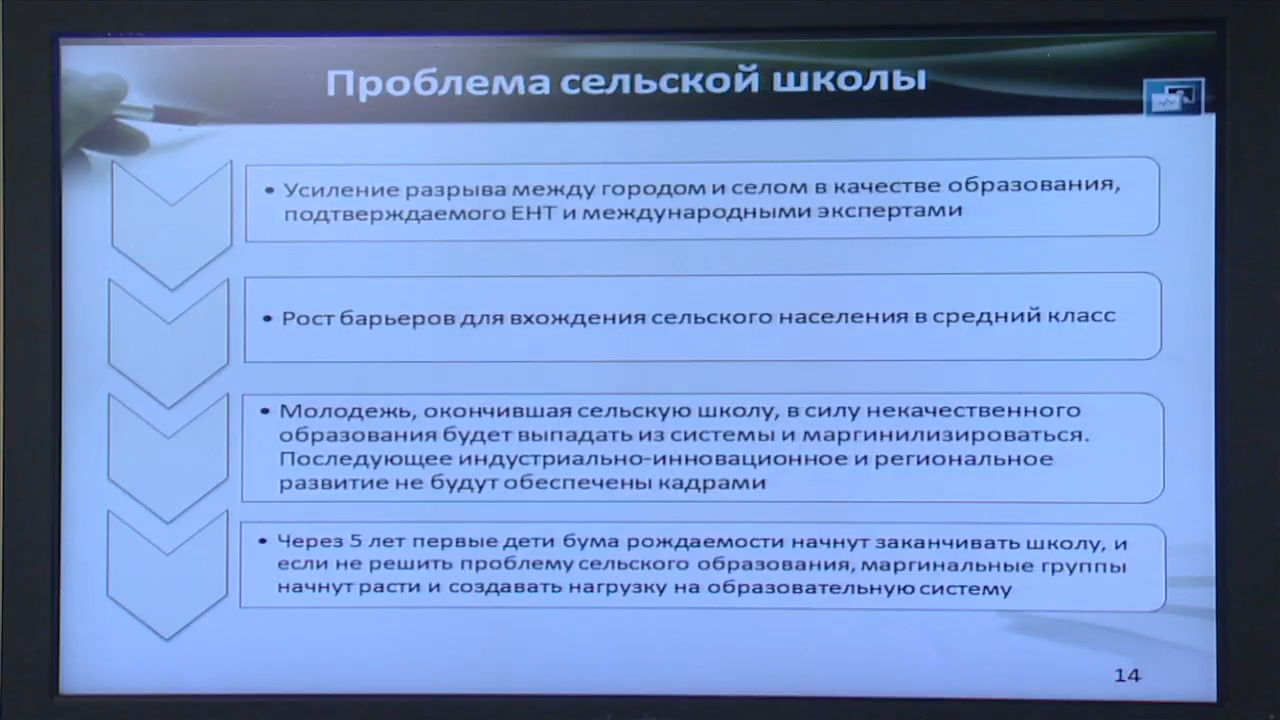 Проблема сельской школы
• Усиление разрыва между городом и селом в качестве образования,
подтверждаемого ЕНТ и международными экспертами
• Рост барьеров для вхождения сельского населения в средний класс
• Молодежь, окончившая сельскую школу, в силу некачественного
образования будет выпадать из системы и маргинилизироваться.
Последующее индустриально-инновационное и региональное
развитие не будут обеспечены кадрами
• Через 5 лет первые дети бума рождаемости начнут заканчивать школу, и
если не решить проблему сельского образования, маргинальные группы
начнут расти и создавать нагрузку на образовательную систему
14